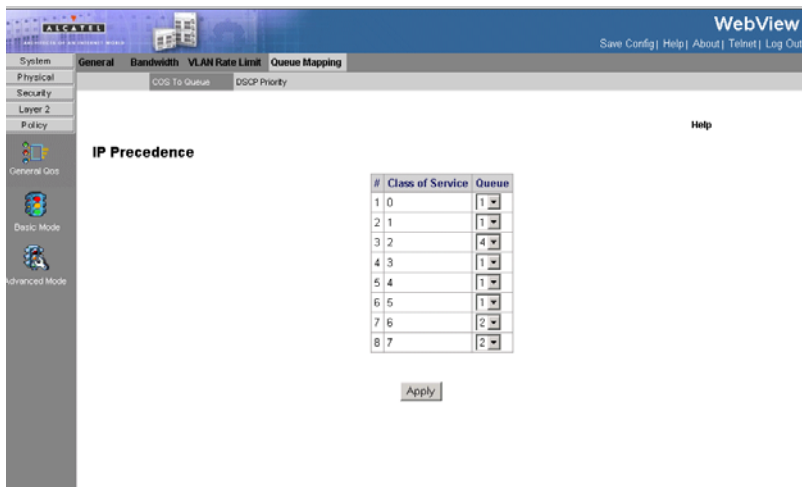 ALCATEL
WebView
Save Config| Help| About| Telnet| Log Out
System
General Bandwidth VLAN Rate Limit Queue Mapping
Physical
COS To Queue DSCP Priority
Security
Layer 2
Policy
Help
IP Precedence
General Qos
# Class of Service Queue
1 0 1
2 1 1
3 2 4
4 3 1
5 4 1
6 5 1
7 6 2
8 7 2
Basic Mode
Advanced Mode
Apply